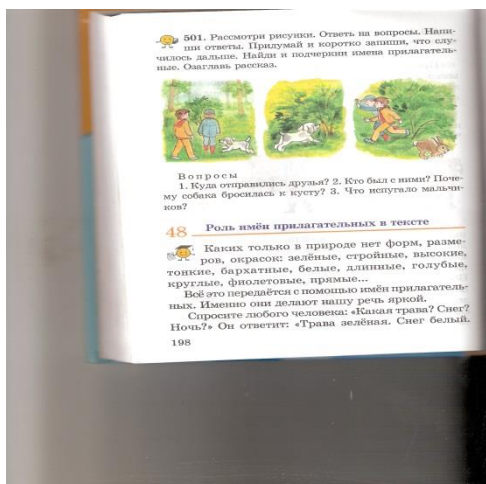 501. Рассмотри рисунки. Ответь на вопросы. Напи-
ши ответы. Придумай и коротко запиши, что слу-
чилось дальше. Найди и подчеркни имена прилагатель-
ные. Озаглавь рассказ.
Вопросы
1. Куда отправились друзья? 2. Кто был с ними? Поче-
му собака бросилась к кусту? 3. Что испугало мальчи-
ков?
48 Роль имён прилагательных в тексте
Каких только в природе нет форм, разме-
ров, окрасок: зелёные, стройные, высокие,
тонкие, бархатные, белые, длинные, голубые,
круглые, фиолетовые, прямые...
Всё это передаётся с помощью имён прилагатель-
ных. Именно они делают нашу речь яркой.
Спросите любого человека: «Какая трава? Снег?
Ночь?» Он ответит: «Трава зелёная. Снег белый.
198